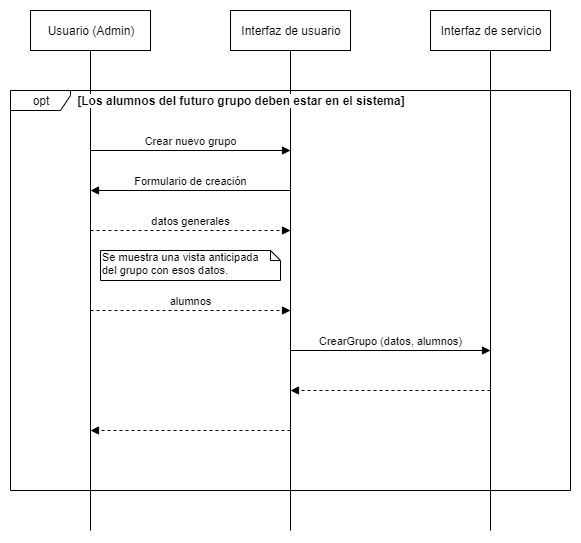 Usuario (Admin)
Interfaz de usuario
Interfaz de servicio
opt
[Los alumnos del futuro grupo deben estar en el sistema]
Crear nuevo grupo
Formulario de creación
datos generales
Se muestra una vista anticipada
del grupo con esos datos.
alumnos
CrearGrupo (datos, alumnos)